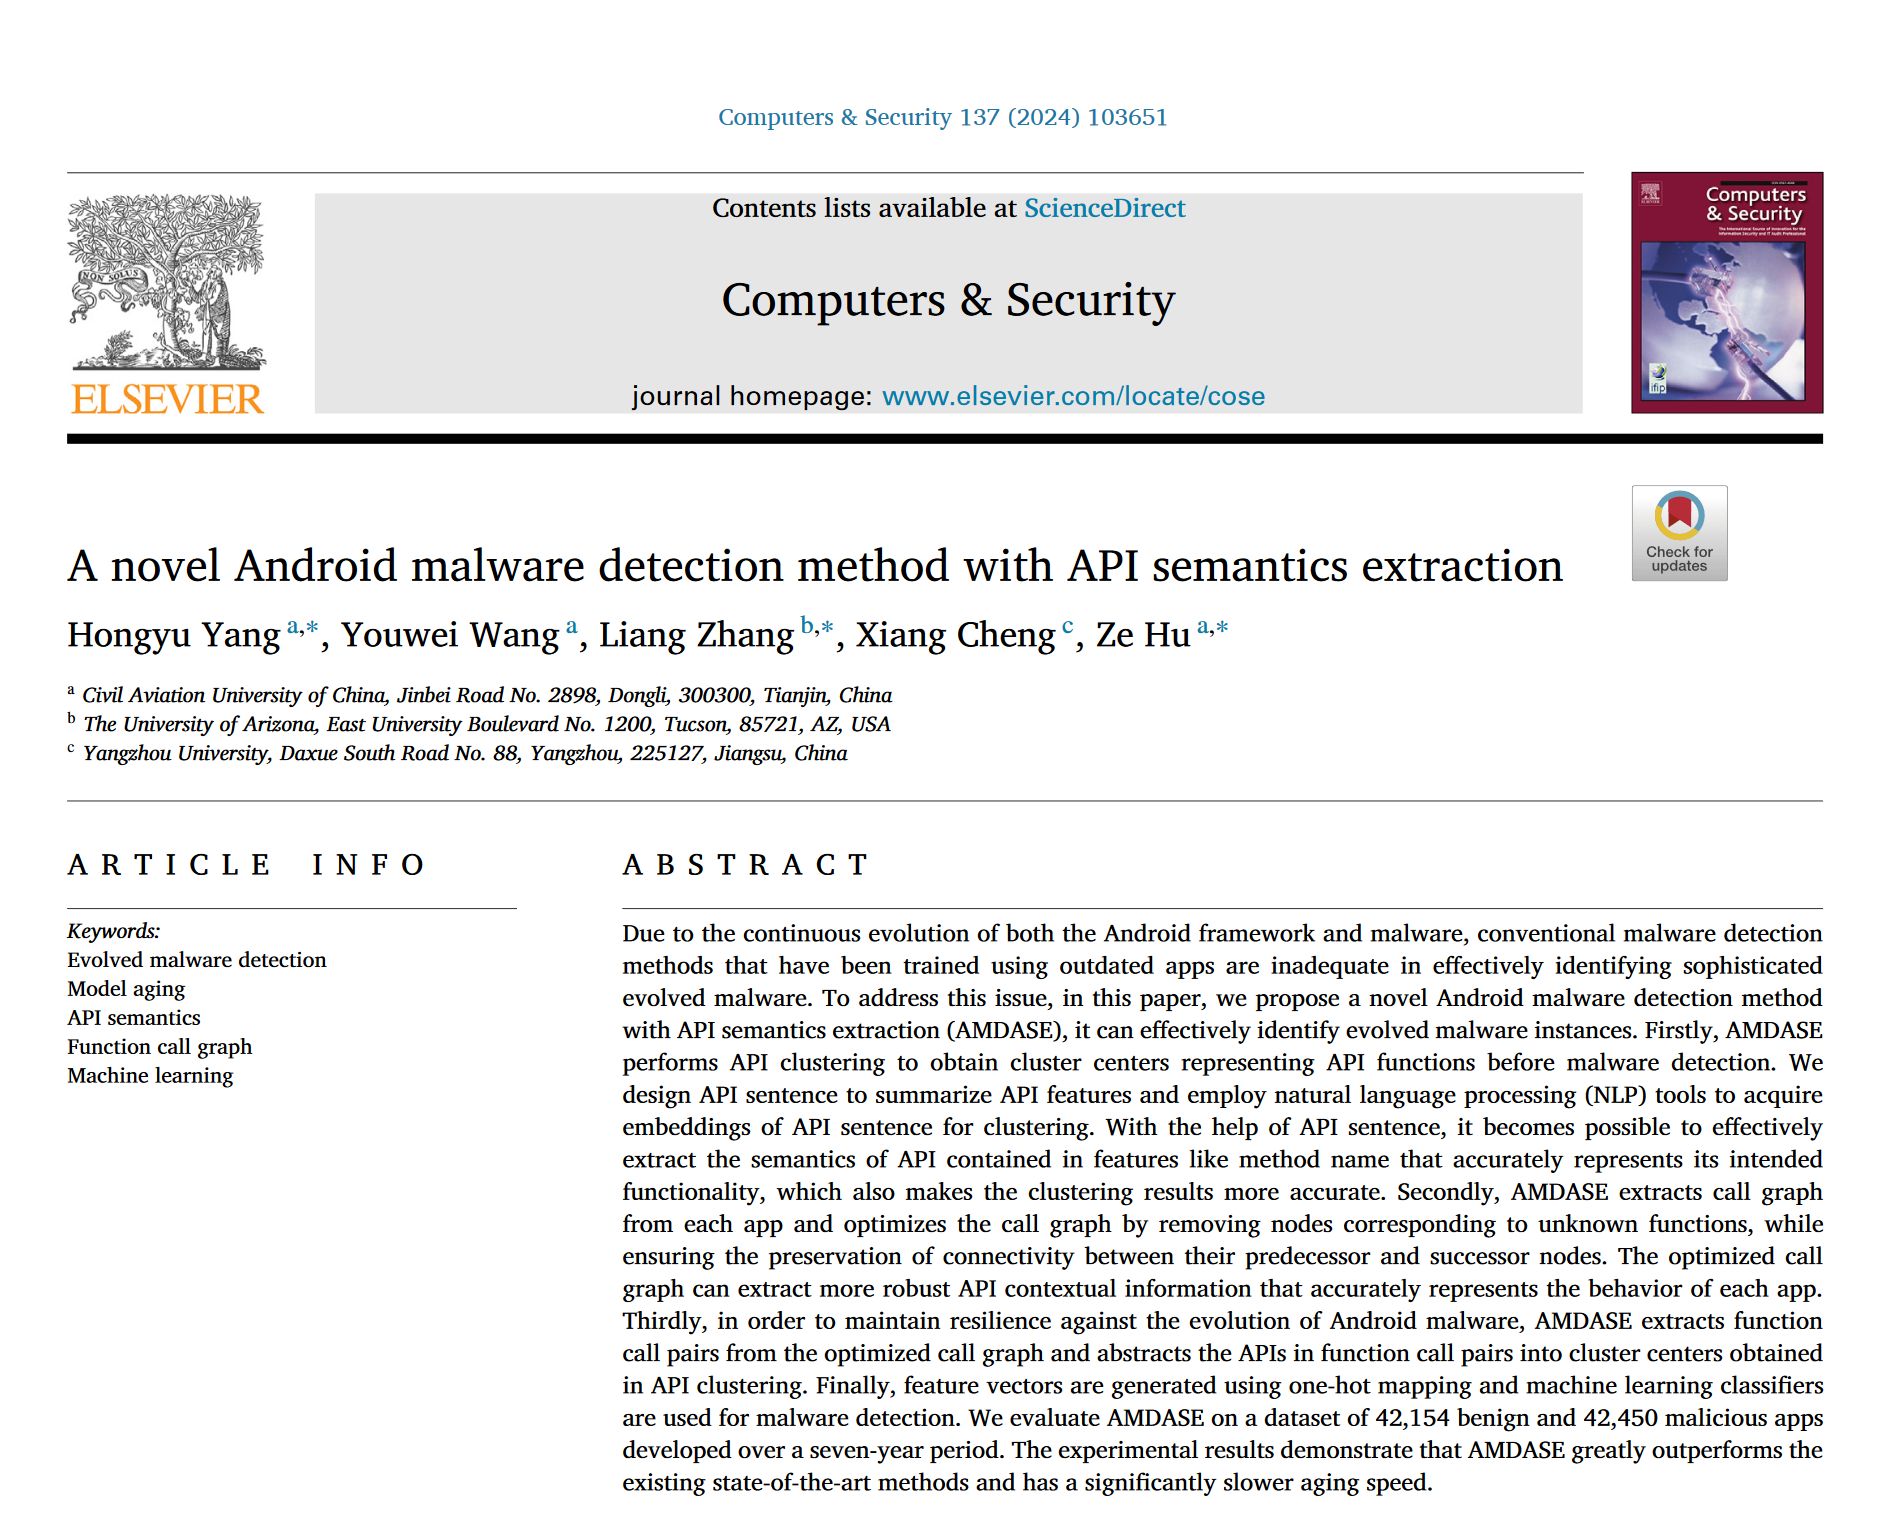 Computers & Security 137 (2024) 103651
Contents lists available at ScienceDirect
Computers & Security
journal homepage: www.elsevier.com/locate/cose
NON SOLUS
ELSEVIER
Computers
& Security
The International Source of Innovation for the
Information Security and IT Audit Professional
ELSEVIER
ifip
Check for
updates
A novel Android malware detection method with API semantics extraction
Hongyu Yang a,*, Youwei Wang a, Liang Zhang b,*, Xiang Cheng c, Ze Hu a,*
a Civil Aviation University of China, Jinbei Road No. 2898, Dongli, 300300, Tianjin, China
b The University of Arizona, East University Boulevard No. 1200, Tucson, 85721, AZ, USA
c Yangzhou University, Daxue South Road No. 88, Yangzhou, 225127, Jiangsu, China
ARTICLE INFO
Keywords:
Evolved malware detection
Model aging
API semantics
Function call graph
Machine learning
ABSTRACT
Due to the continuous evolution of both the Android framework and malware, conventional malware detection
methods that have been trained using outdated apps are inadequate in effectively identifying sophisticated
evolved malware. To address this issue, in this paper, we propose a novel Android malware detection method
with API semantics extraction (AMDASE), it can effectively identify evolved malware instances. Firstly, AMDASE
performs API clustering to obtain cluster centers representing API functions before malware detection. We
design API sentence to summarize API features and employ natural language processing (NLP) tools to acquire
embeddings of API sentence for clustering. With the help of API sentence, it becomes possible to effectively
extract the semantics of API contained in features like method name that accurately represents its intended
functionality, which also makes the clustering results more accurate. Secondly, AMDASE extracts call graph
from each app and optimizes the call graph by removing nodes corresponding to unknown functions, while
ensuring the preservation of connectivity between their predecessor and successor nodes. The optimized call
graph can extract more robust API contextual information that accurately represents the behavior of each app.
Thirdly, in order to maintain resilience against the evolution of Android malware, AMDASE extracts function
call pairs from the optimized call graph and abstracts the APIs in function call pairs into cluster centers obtained
in API clustering. Finally, feature vectors are generated using one-hot mapping and machine learning classifiers
are used for malware detection. We evaluate AMDASE on a dataset of 42,154 benign and 42,450 malicious apps
developed over a seven-year period. The experimental results demonstrate that AMDASE greatly outperforms the
existing state-of-the-art methods and has a significantly slower aging speed.